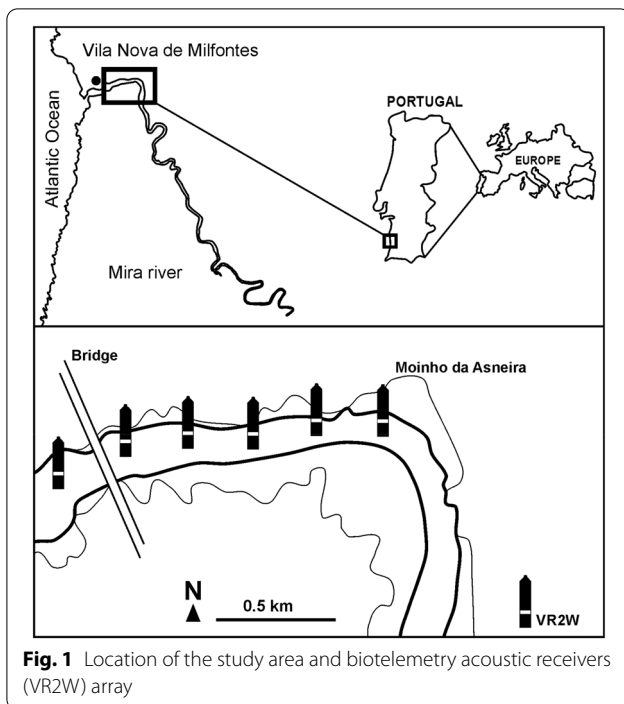 Vila Nova de Milfontes
Atlantic Ocean
PORTUGAL
EUROPE
Mira river
Bridge
Moinho da Asneira
N
0.5 km
VR2W
Fig. 1 Location of the study area and biotelemetry acoustic receivers
(VR2W) array